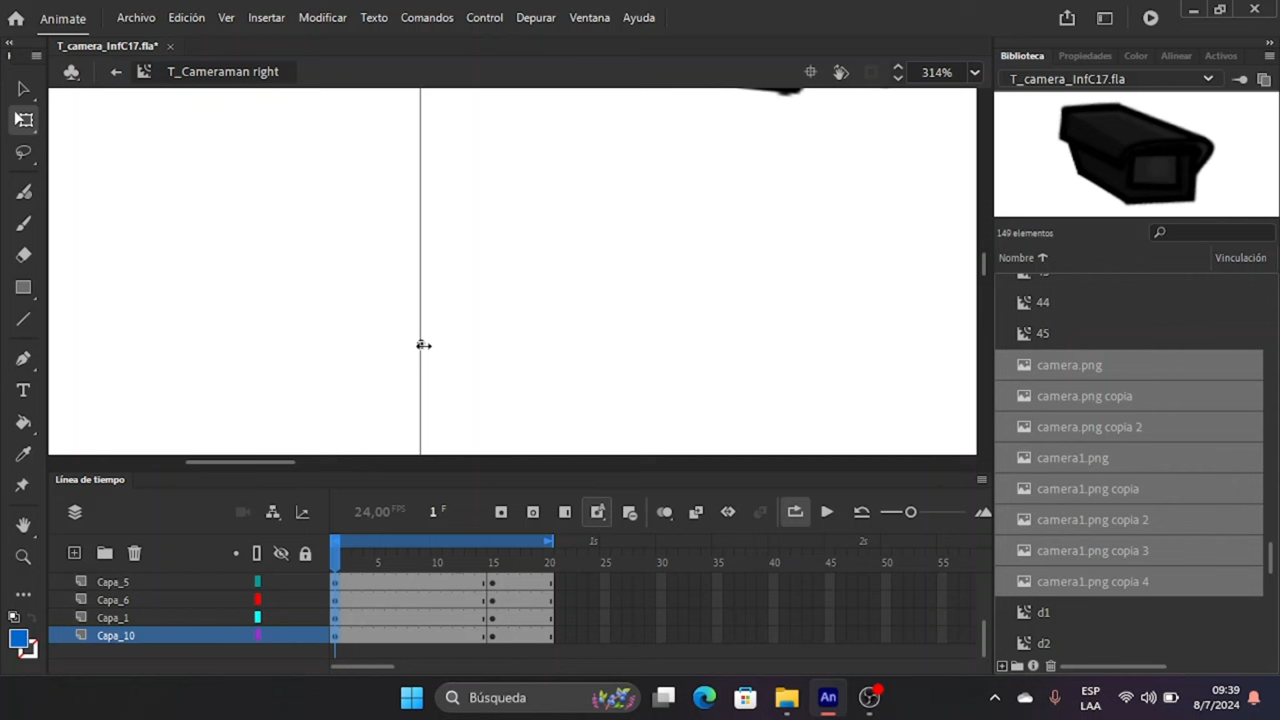 Animate Archivo Edición Ver Insertar Modificar Texto Comandos Control Depurar Ventana Ayuda
T_camera_InfC17.fla*
T_Cameraman right
314%
Biblioteca Propiedades Color Alinear Activos
T_camera_InfC17.fla
149 elementos
Nombre Vinculación
44
45
camera.png
camera.png copia
camera.png copia 2
camera1.png
camera1.png copia
camera1.png copia 2
camera1.png copia 3
camera1.png copia 4
d1
d2
Línea de tiempo
24,00 FPS 1 F
1s 2s
5 10 15 20 25 30 35 40 45 50 55
Capa_5
Capa_6
Capa_1
Capa_10
Búsqueda
An
ESP
LAA
09:39
8/7/2024